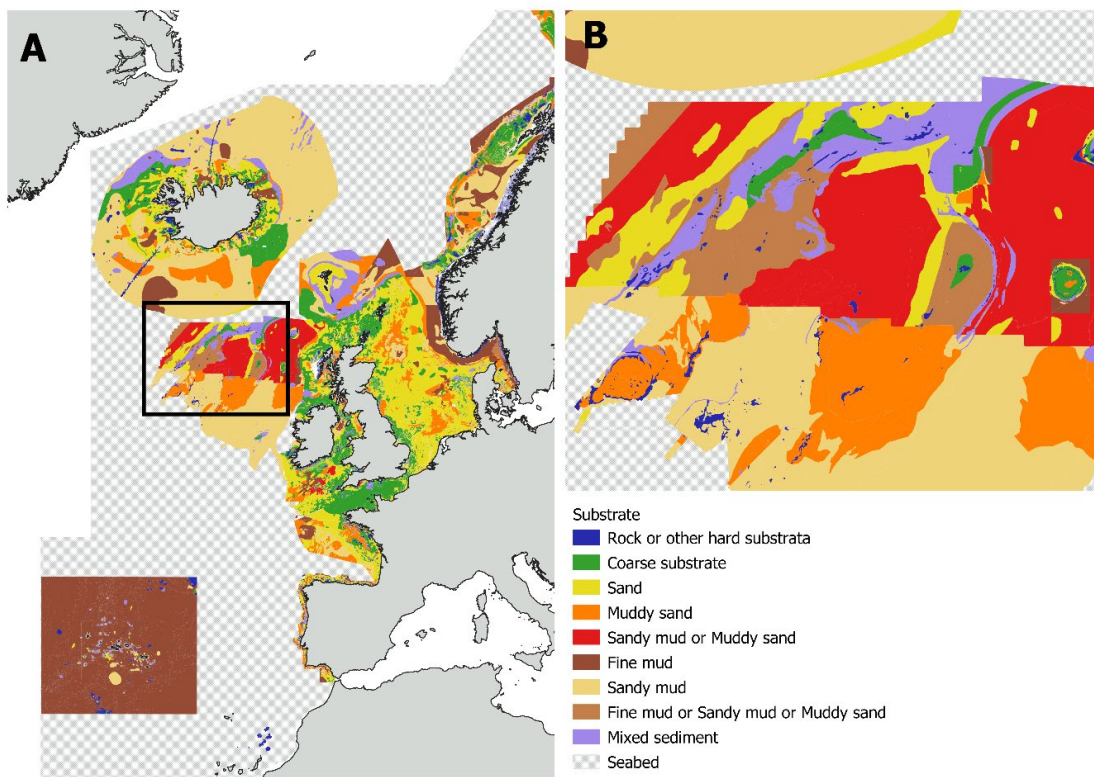 A
B
Substrate
Rock or other hard substrata
Coarse substrate
Sand
Muddy sand
Sandy mud or Muddy sand
Fine mud
Sandy mud
Fine mud or Sandy mud or Muddy sand
Mixed sediment
Seabed